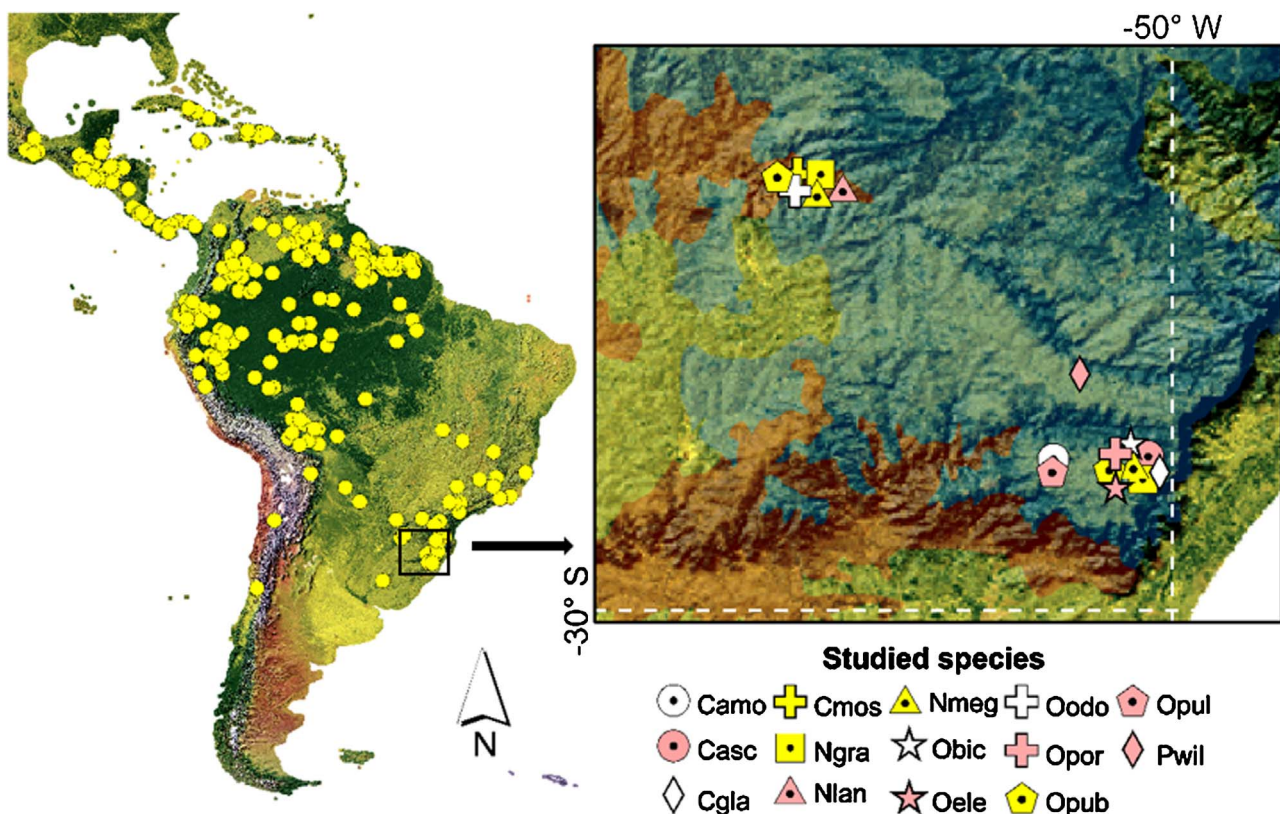 -50° W
-30° S
N
Studied species
Camo Cmos Nmeg Oodo Opul
Casc Ngra Obic Opor Pwil
Cgla Nlan Oele Opub